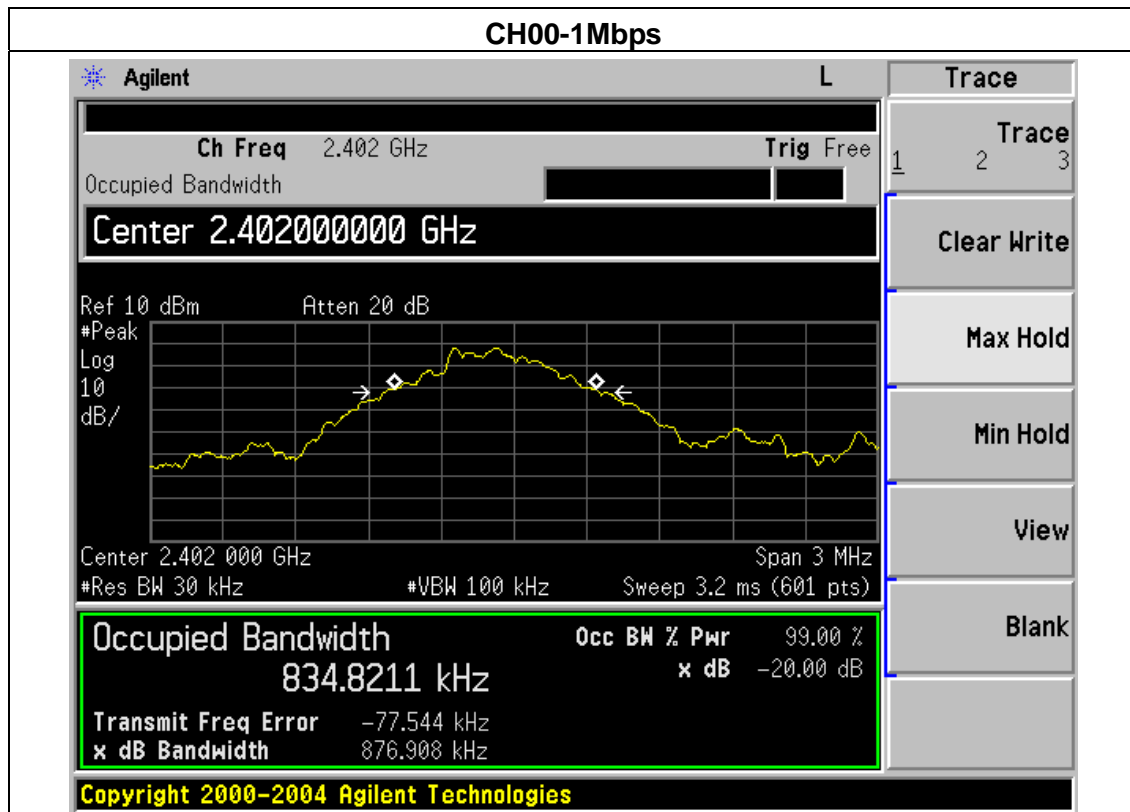 CH00-1Mbps
Agilent L Trace
Ch Freq 2.402 GHz Trig Free
Occupied Bandwidth
Center 2.402000000 GHz
Ref 10 dBm Atten 20 dB
#Peak
Log
10
dB/
Center 2.402 000 GHz Span 3 MHz
#Res BW 30 kHz #VBW 100 kHz Sweep 3.2 ms (601 pts)
Occupied Bandwidth Occ BW % Pwr 99.00 %
834.8211 kHz x dB -20.00 dB
Transmit Freq Error -77.544 kHz
x dB Bandwidth 876.908 kHz
Trace
1 2 3
Clear Write
Max Hold
Min Hold
View
Blank
Copyright 2000-2004 Agilent Technologies